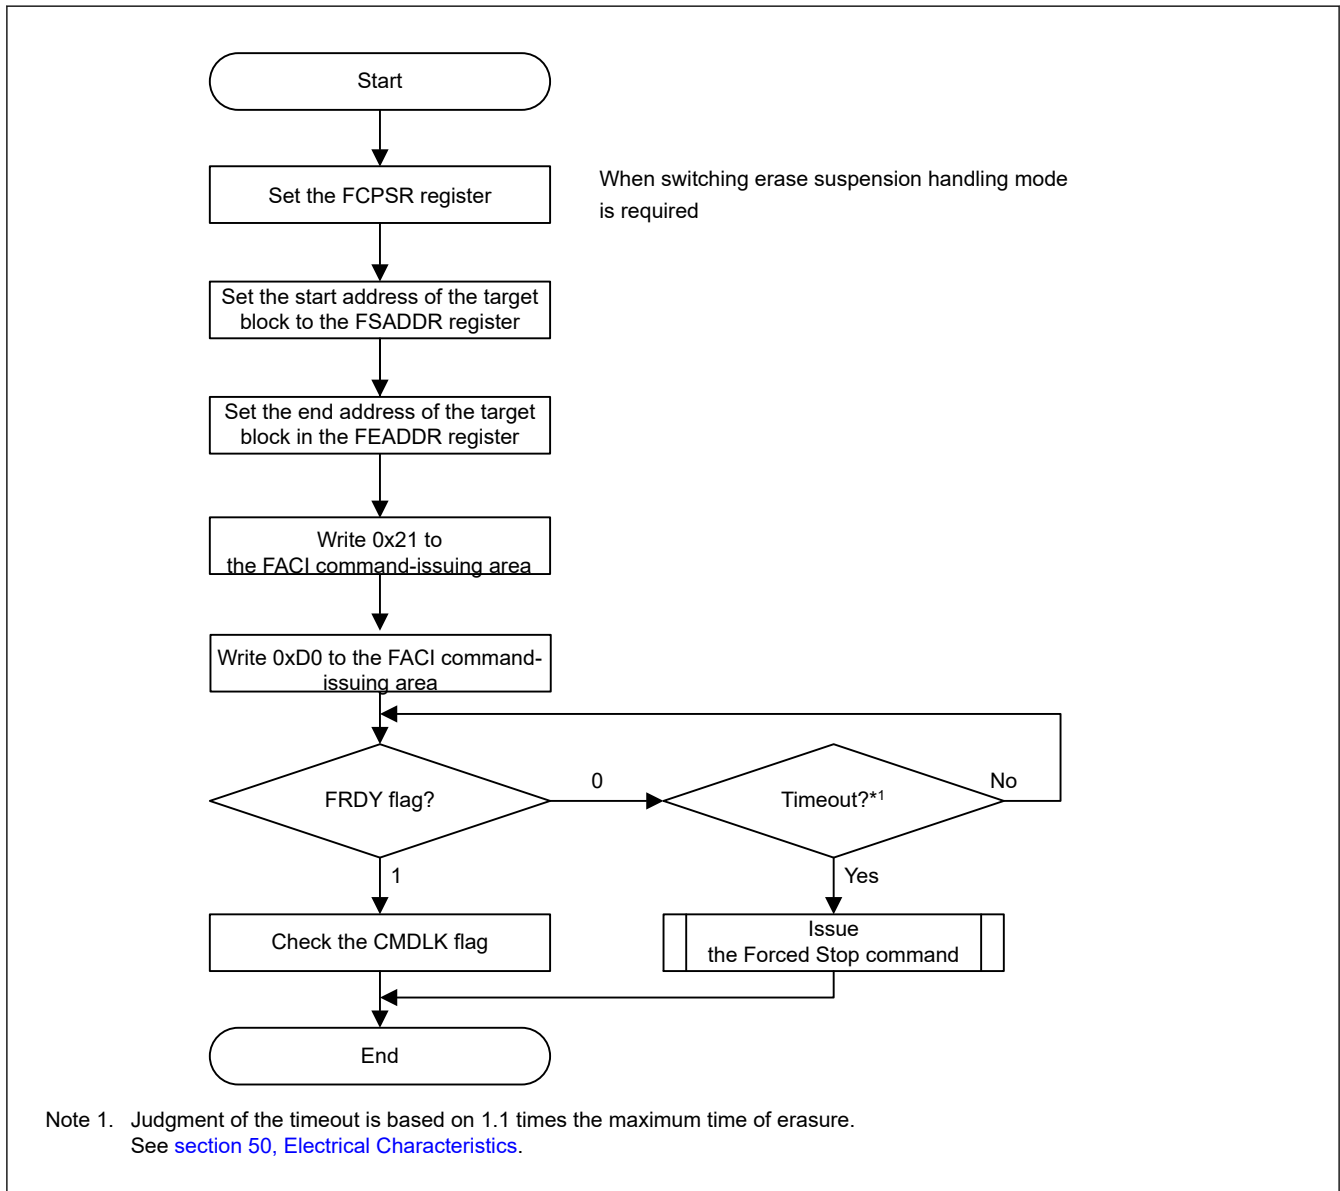 Start
Set the FCPSR register
When switching erase suspension handling mode
is required
Set the start address of the target
block to the FSADDR register
Set the end address of the target
block in the FEADDR register
Write 0x21 to
the FACI command-issuing area
Write 0xD0 to the FACI command-
issuing area
FRDY flag?
0
Timeout?*1
No
1
Yes
Check the CMDLK flag
Issue
the Forced Stop command
End
Note 1. Judgment of the timeout is based on 1.1 times the maximum time of erasure.
See section 50, Electrical Characteristics.